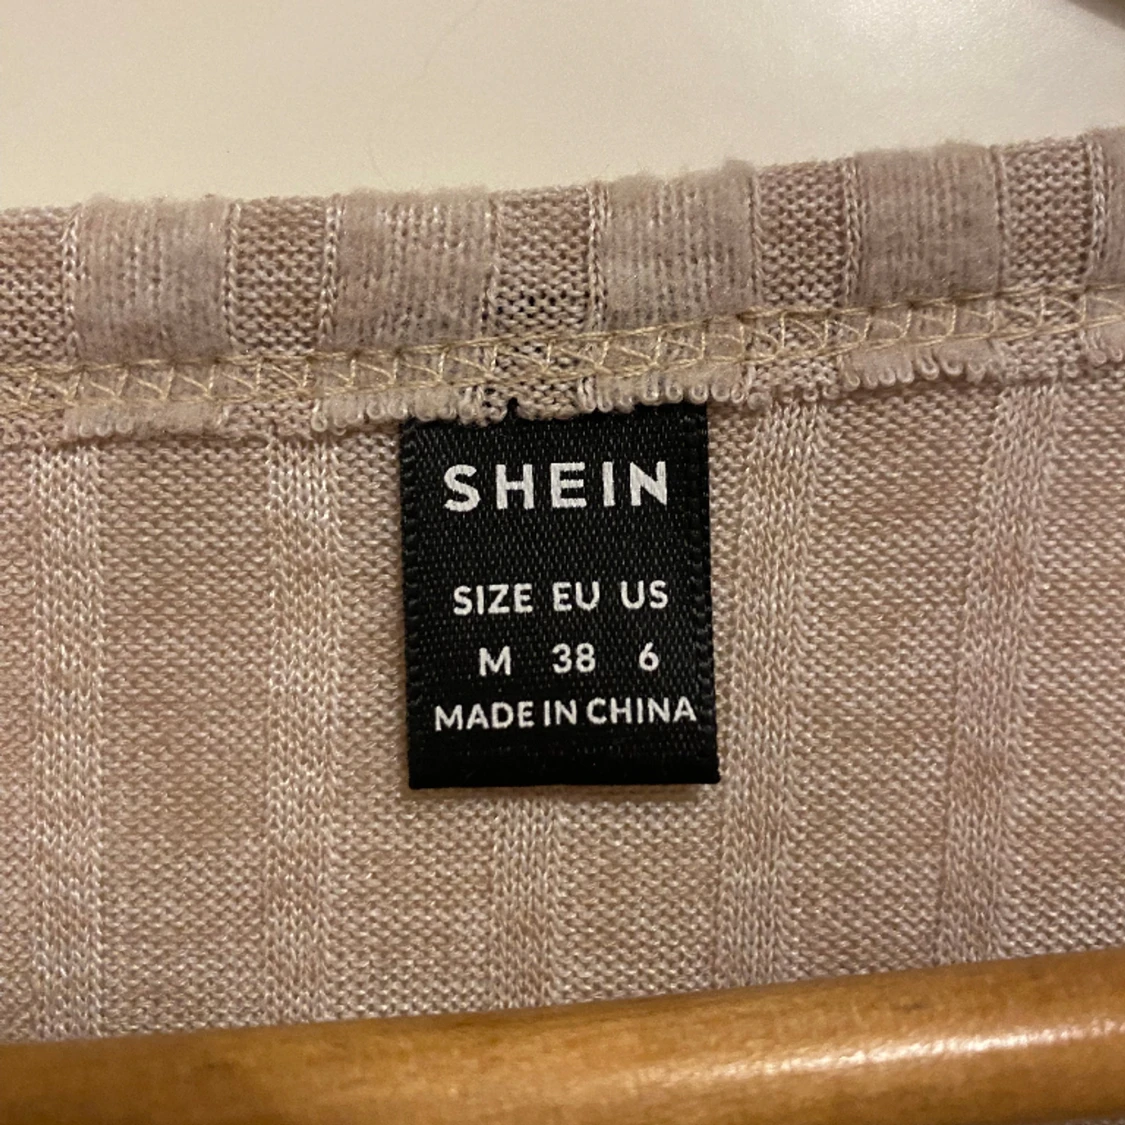 SHEIN
SIZE EU US
M 38 6
MADE IN CHINA